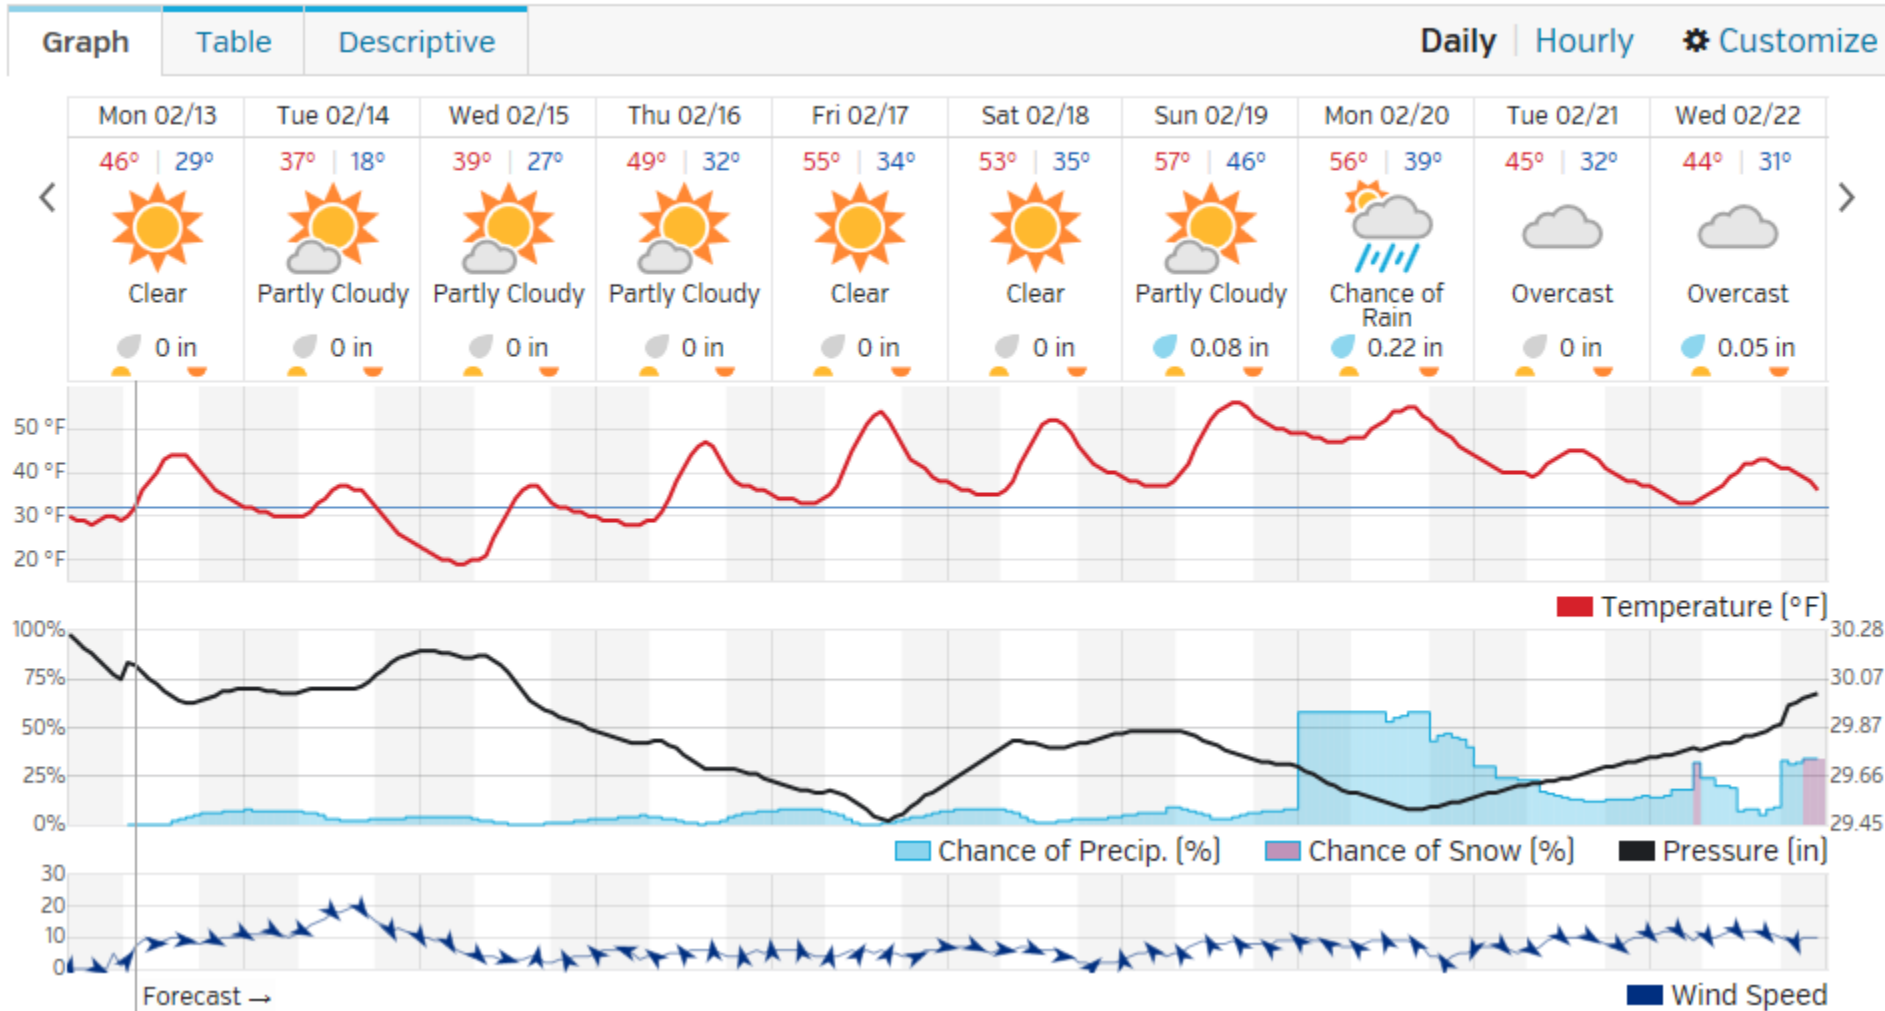 Graph Table Descriptive Daily Hourly Customize
Mon 02/13 Tue 02/14 Wed 02/15 Thu 02/16 Fri 02/17 Sat 02/18 Sun 02/19 Mon 02/20 Tue 02/21 Wed 02/22
46° 29° 37° 18° 39° 27° 49° 32° 55° 34° 53° 35° 57° 46° 56° 39° 45° 32° 44° 31°
Clear Partly Cloudy Partly Cloudy Partly Cloudy Clear Clear Partly Cloudy Chance of Overcast Overcast
Rain
0 in 0 in 0 in 0 in 0 in 0 in 0.08 in 0.22 in 0 in 0.05 in
50 °F
40 °F
30 °F
20 °F
Temperature (°F)
100% 30.28
75% 30.07
50% 29.87
25% 29.66
0% 29.45
Chance of Precip. (%) Chance of Snow (%) Pressure (in)
30
20
10
0
Forecast → Wind Speed